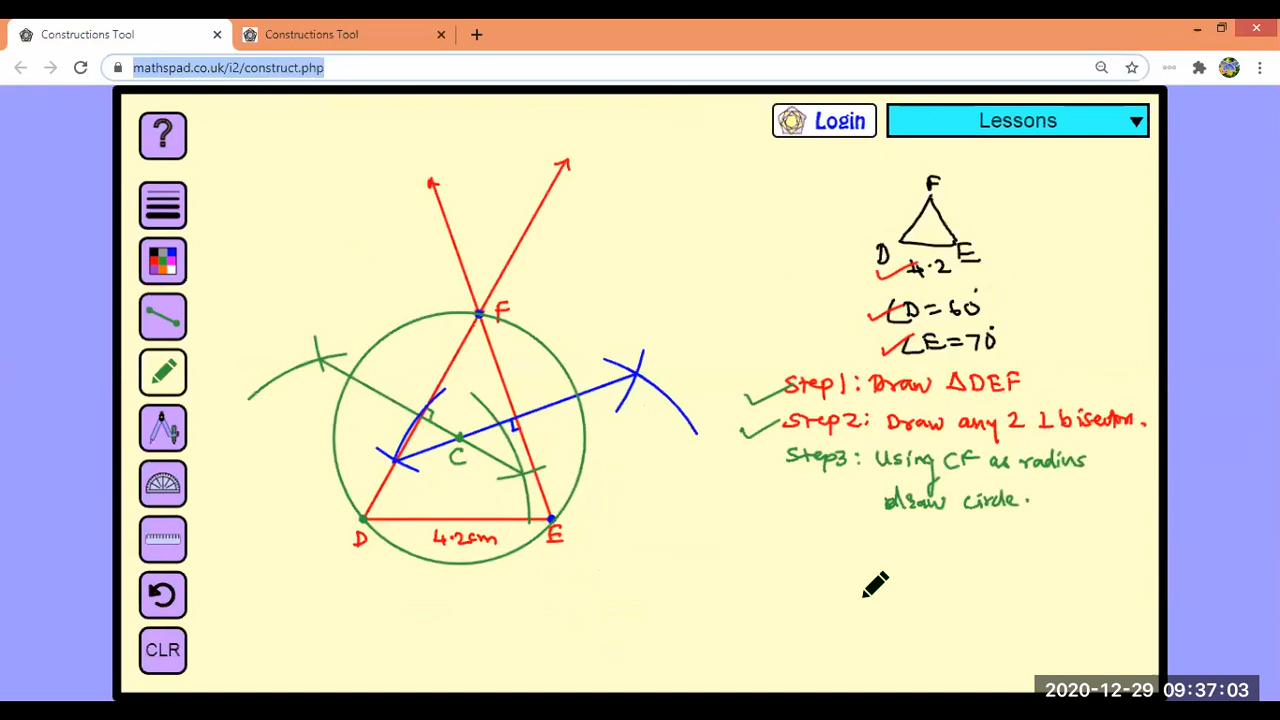 Constructions Tool
Constructions Tool
mathspad.co.uk/i2/construct.php
Login
Lessons
?
CLR
F
C
D
E
4.2cm
F
D
E
4.2
∠D=60°
∠E=70°
Step1: Draw ΔDEF
Step2: Draw any 2 ⊥ bisectors.
Step3: Using CF as radius
draw circle.
2020-12-29 09:37:03